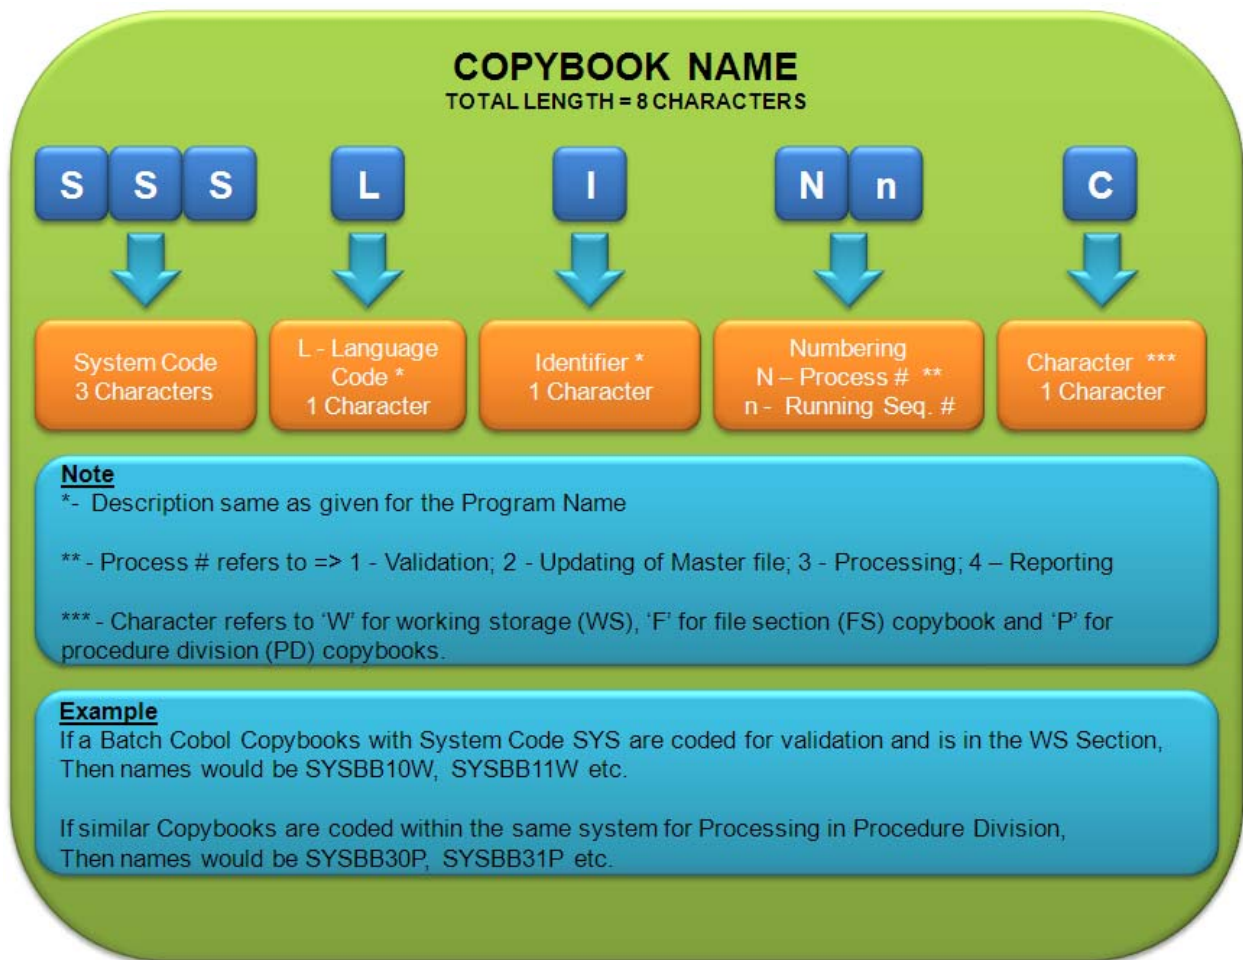 COPYBOOK NAME
TOTAL LENGTH = 8 CHARACTERS
S S S L I N n C
System Code
3 Characters
L - Language
Code *
1 Character
Identifier *
1 Character
Numbering
N – Process # **
n - Running Seq. #
Character ***
1 Character
Note
*- Description same as given for the Program Name
** - Process # refers to => 1 - Validation; 2 - Updating of Master file; 3 - Processing; 4 – Reporting
*** - Character refers to ‘W’ for working storage (WS), ‘F’ for file section (FS) copybook and ‘P’ for
procedure division (PD) copybooks.
Example
If a Batch Cobol Copybooks with System Code SYS are coded for validation and is in the WS Section,
Then names would be SYSBB10W, SYSBB11W etc.
If similar Copybooks are coded within the same system for Processing in Procedure Division,
Then names would be SYSBB30P, SYSBB31P etc.